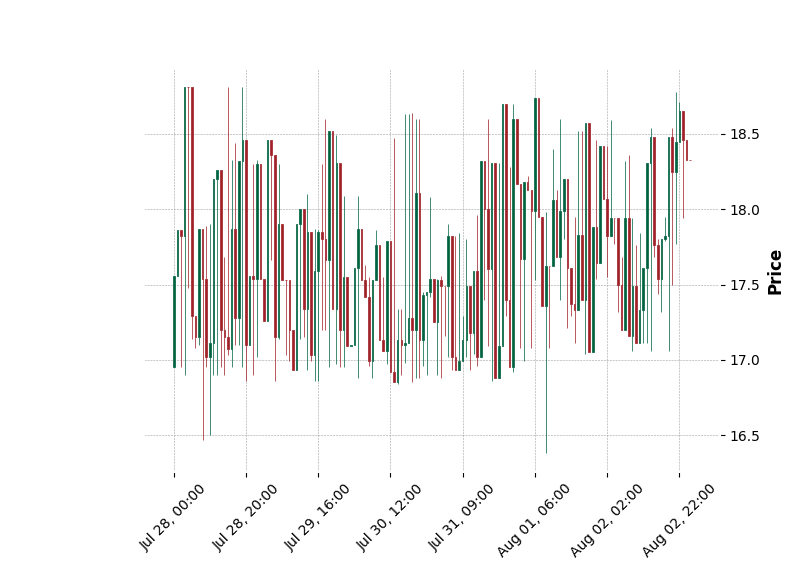 18.5
18.0
17.5
17.0
16.5
Price
Jul 28, 00:00
Jul 28, 20:00
Jul 29, 16:00
Jul 30, 12:00
Jul 31, 09:00
Aug 01, 06:00
Aug 02, 02:00
Aug 02, 22:00